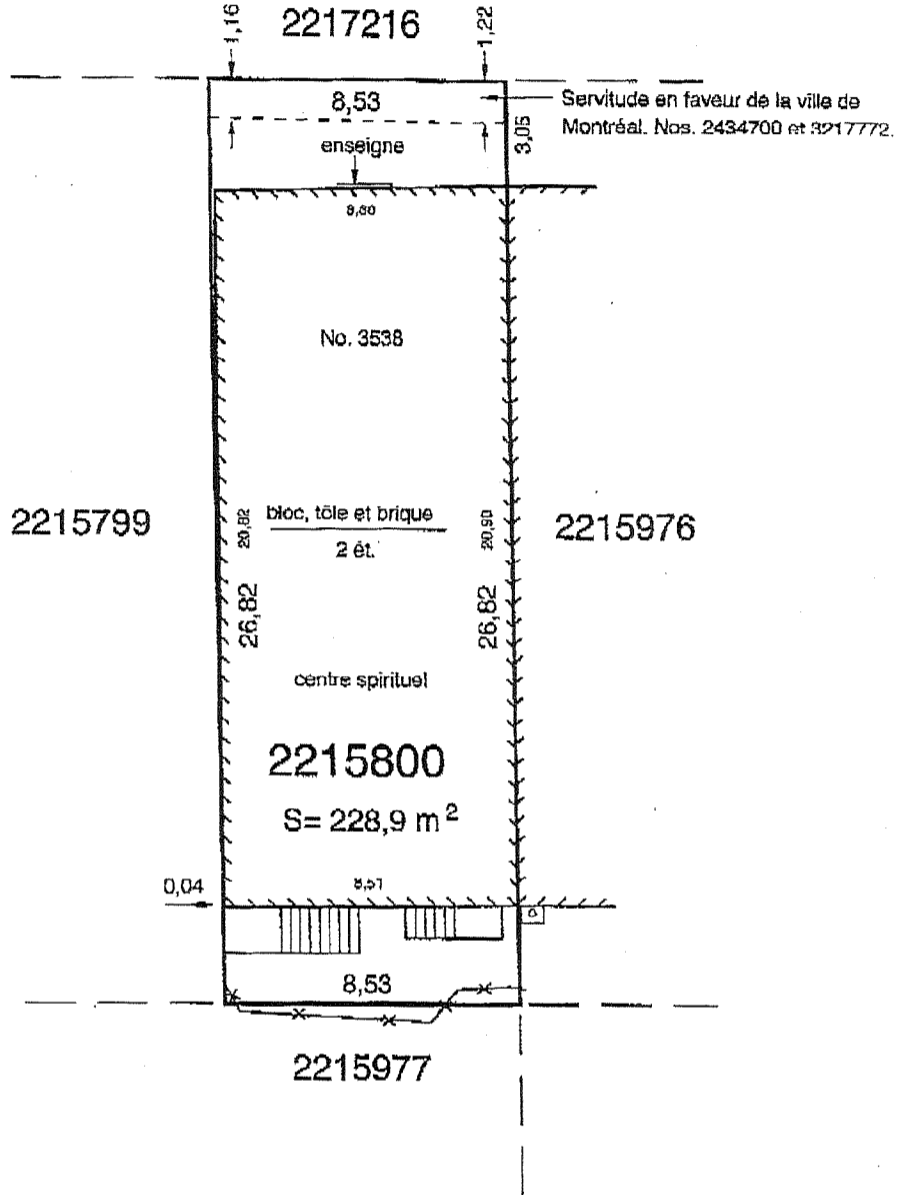 1,16
2217216
1,22
8,53
Servitude en faveur de la ville de
Montréal. Nos. 2434700 et 3217772.
3,05
enseigne
No. 3538
2215799
20,82
bloc, tôle et brique
2 ét.
20,90
2215976
26,82
26,82
centre spirituel
2215800
S= 228,9 m²
0,04
8,57
8,53
2215977